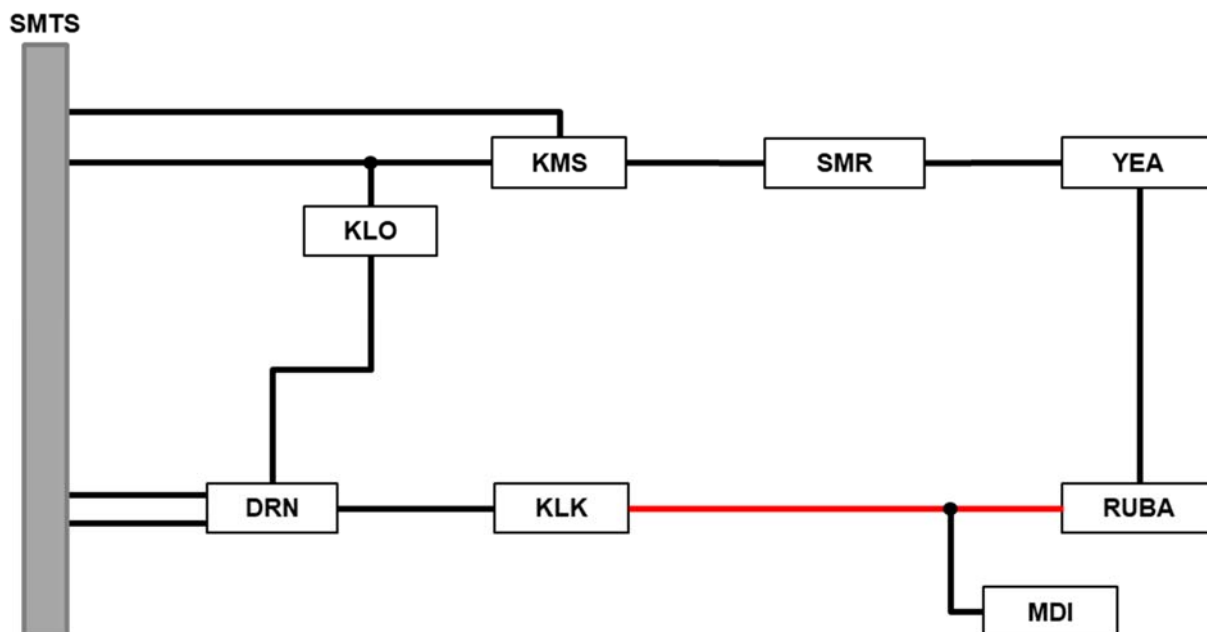 SMTS
KMS
SMR
YEA
KLO
DRN
KLK
RUBA
MDI